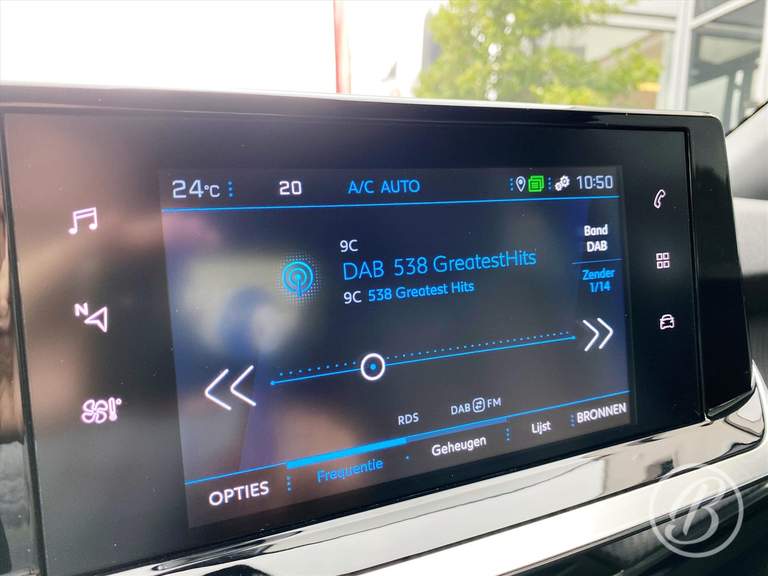 24°C 20 A/C AUTO 10:50
9C
DAB 538 GreatestHits
9C 538 Greatest Hits
Band
DAB
Zender
1/14
N
RDS DAB FM
OPTIES Frequentie Geheugen Lijst BRONNEN
B